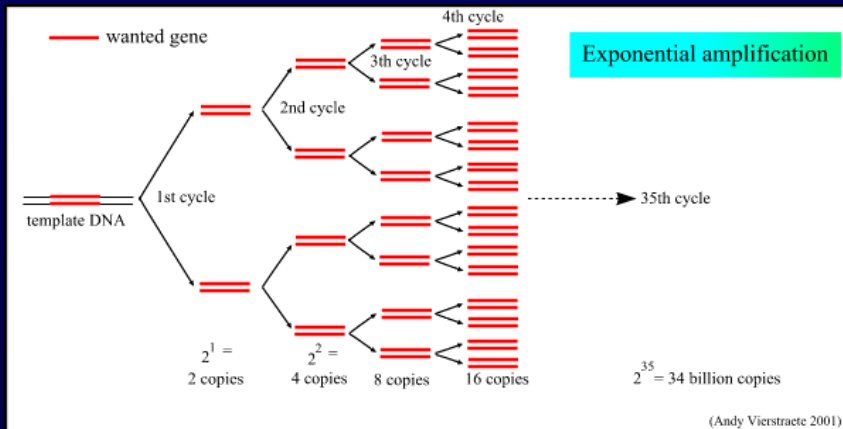 4th cycle
wanted gene
Exponential amplification
3th cycle
2nd cycle
1st cycle
35th cycle
template DNA
2^1 =
2 copies
2^2 =
4 copies
8 copies
16 copies
2^35 = 34 billion copies
(Andy Vierstraete 2001)